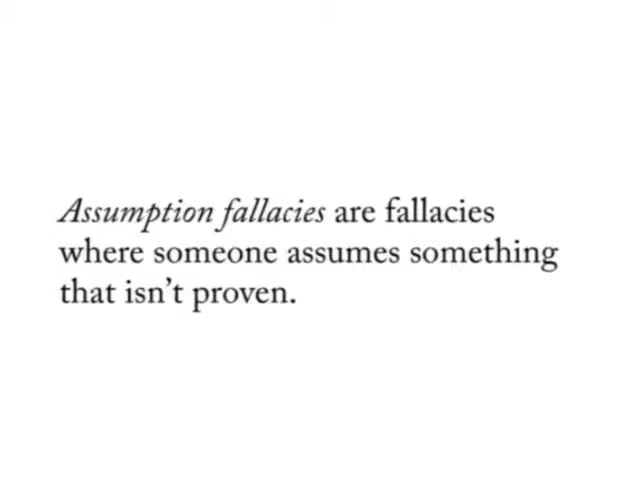 Assumption fallacies are fallacies
where someone assumes something
that isn’t proven.